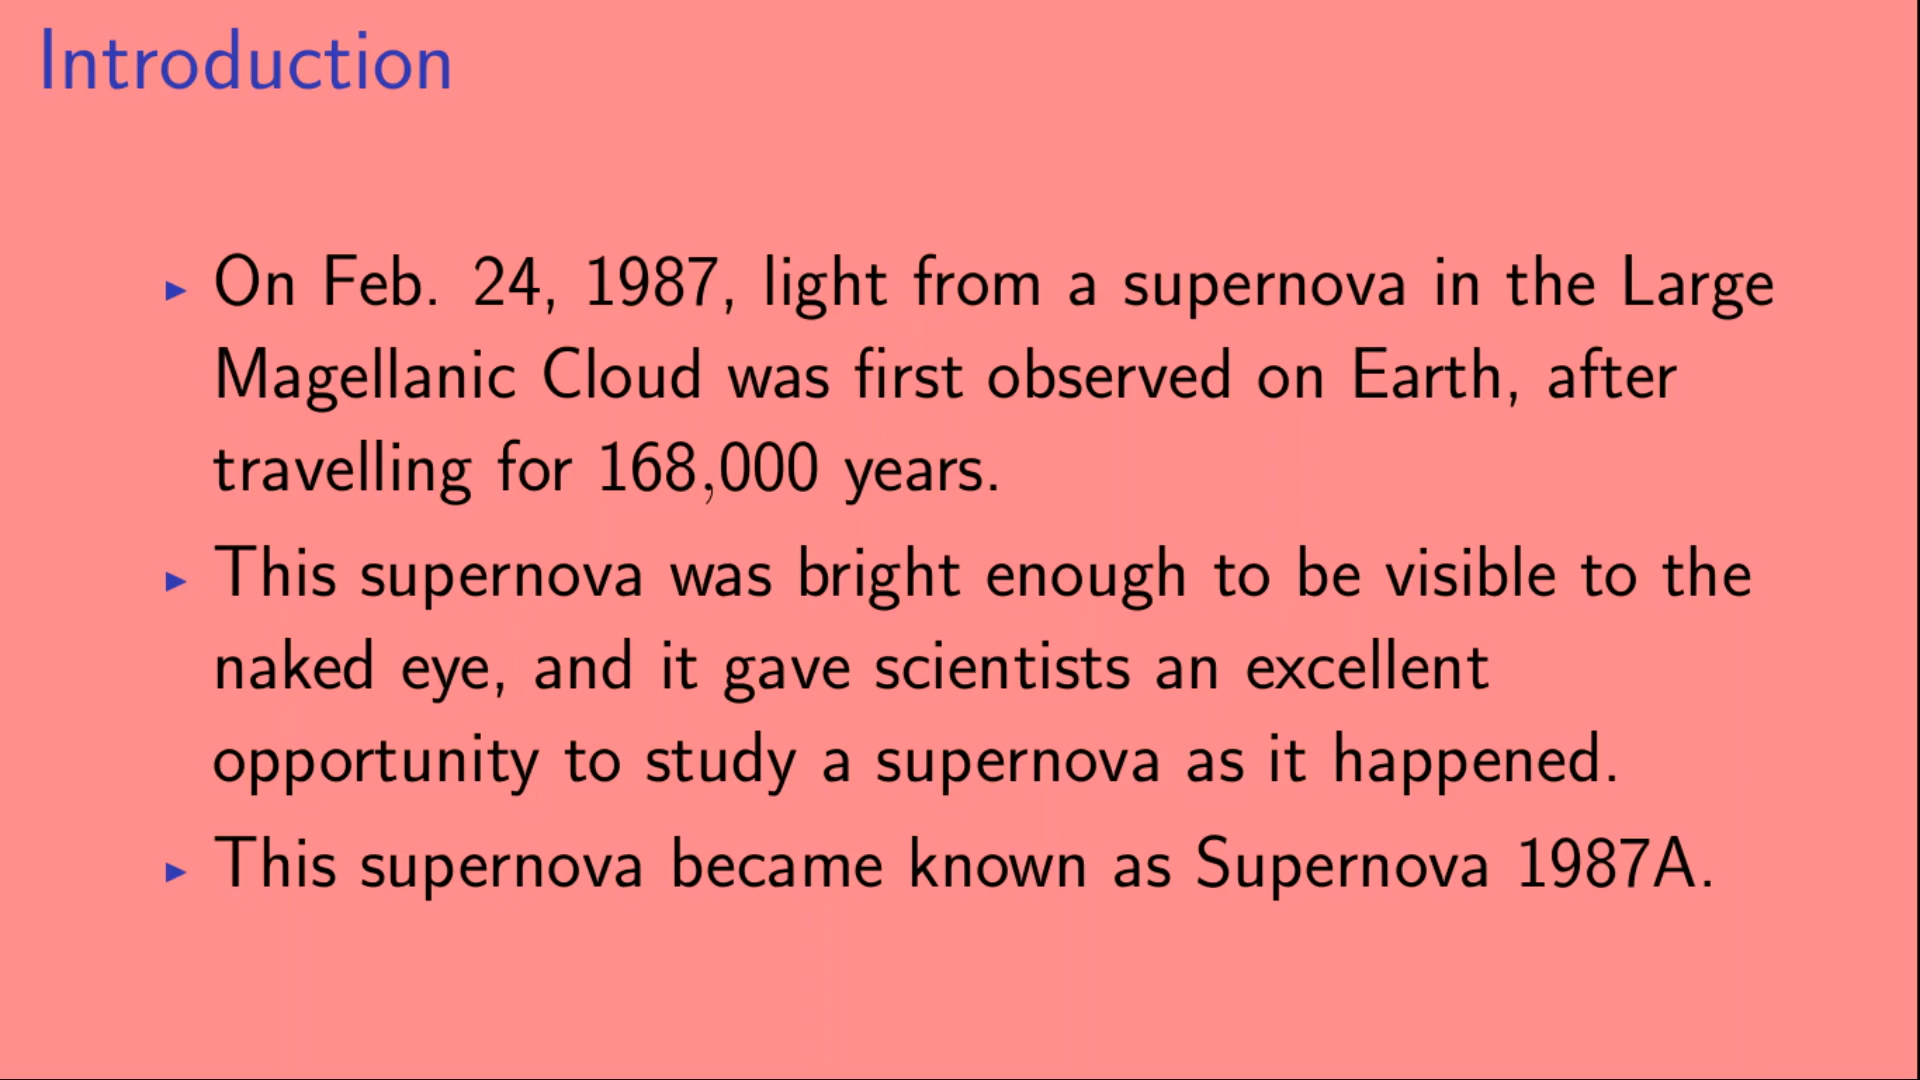 Introduction
▸ On Feb. 24, 1987, light from a supernova in the Large
Magellanic Cloud was first observed on Earth, after
travelling for 168,000 years.
▸ This supernova was bright enough to be visible to the
naked eye, and it gave scientists an excellent
opportunity to study a supernova as it happened.
▸ This supernova became known as Supernova 1987A.